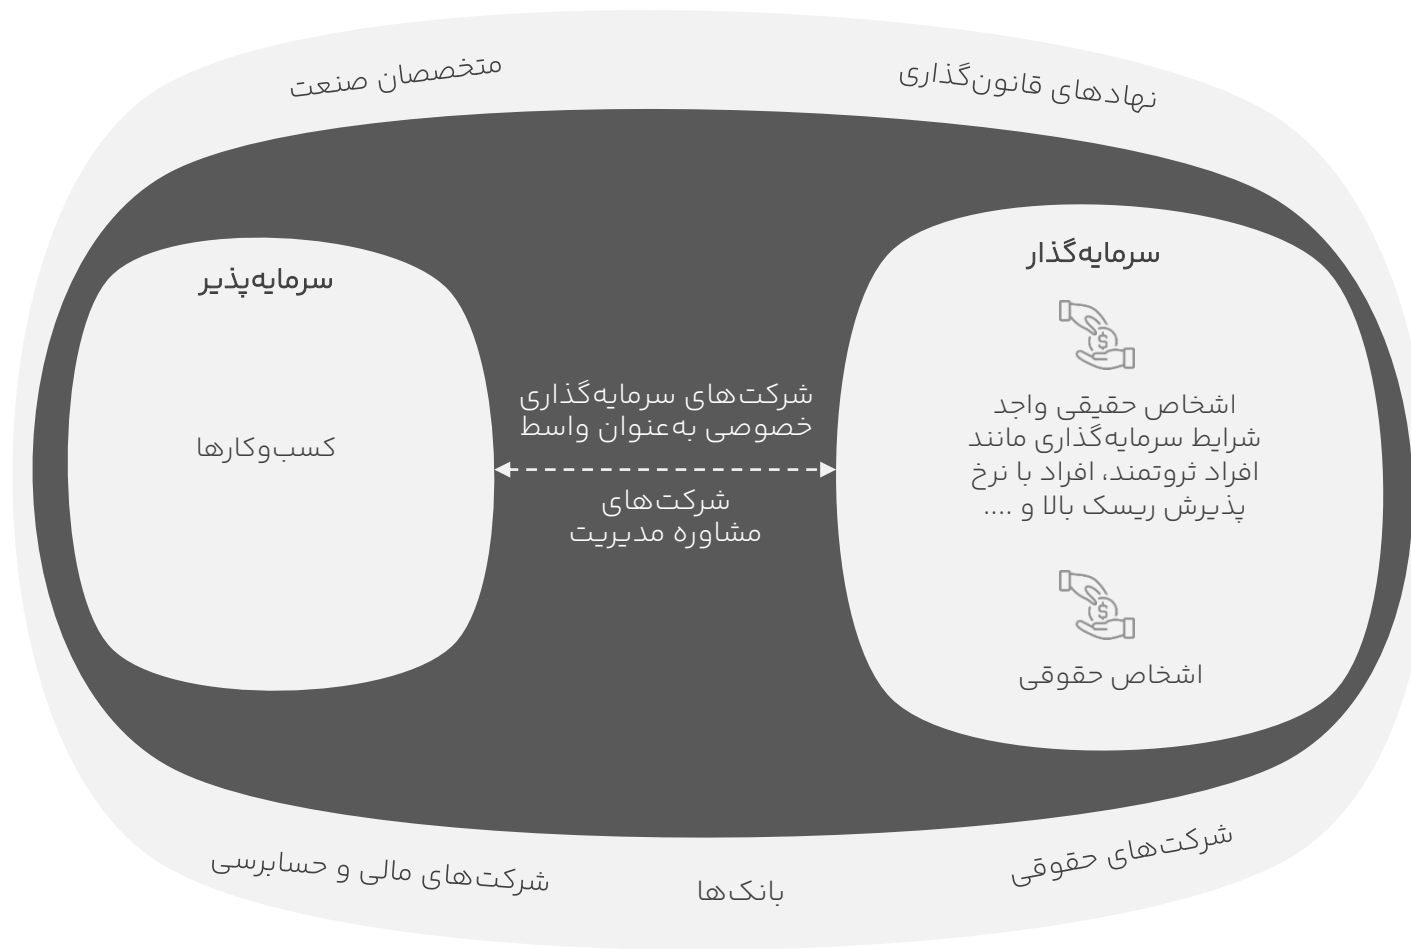 نهادهای قانون‌گذاری
متخصصان صنعت
سرمایه‌گذار
اشخاص حقیقی واجد
شرایط سرمایه‌گذاری مانند
افراد ثروتمند، افراد با نرخ
پذیرش ریسک بالا و ....
اشخاص حقوقی
شرکت‌های سرمایه‌گذاری
خصوصی به‌عنوان واسط
شرکت‌های
مشاوره مدیریت
سرمایه‌پذیر
کسب‌وکارها
شرکت‌های حقوقی
بانک‌ها
شرکت‌های مالی و حسابرسی